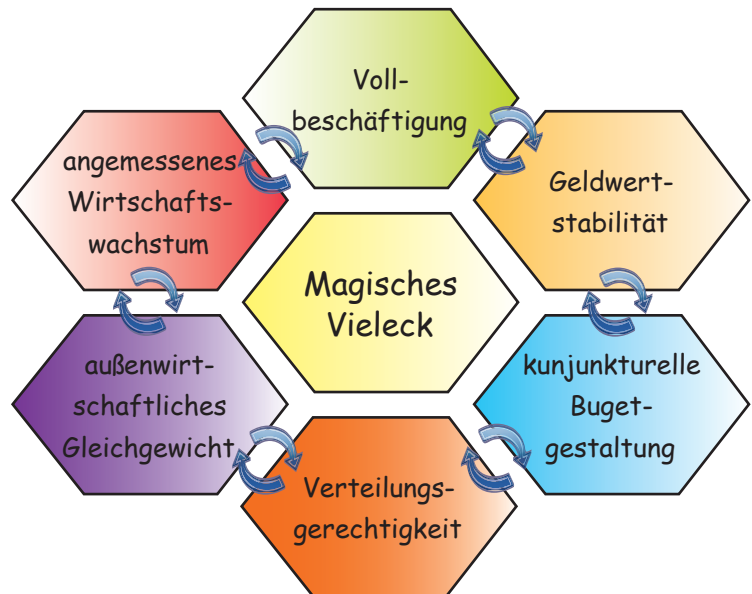 Voll-
beschäftigung
angemessenes
Wirtschafts-
wachstum
Geldwert-
stabilität
Magisches
Vieleck
außenwirt-
schaftliches
Gleichgewicht
kunjunkturelle
Buget-
gestaltung
Verteilungs-
gerechtigkeit